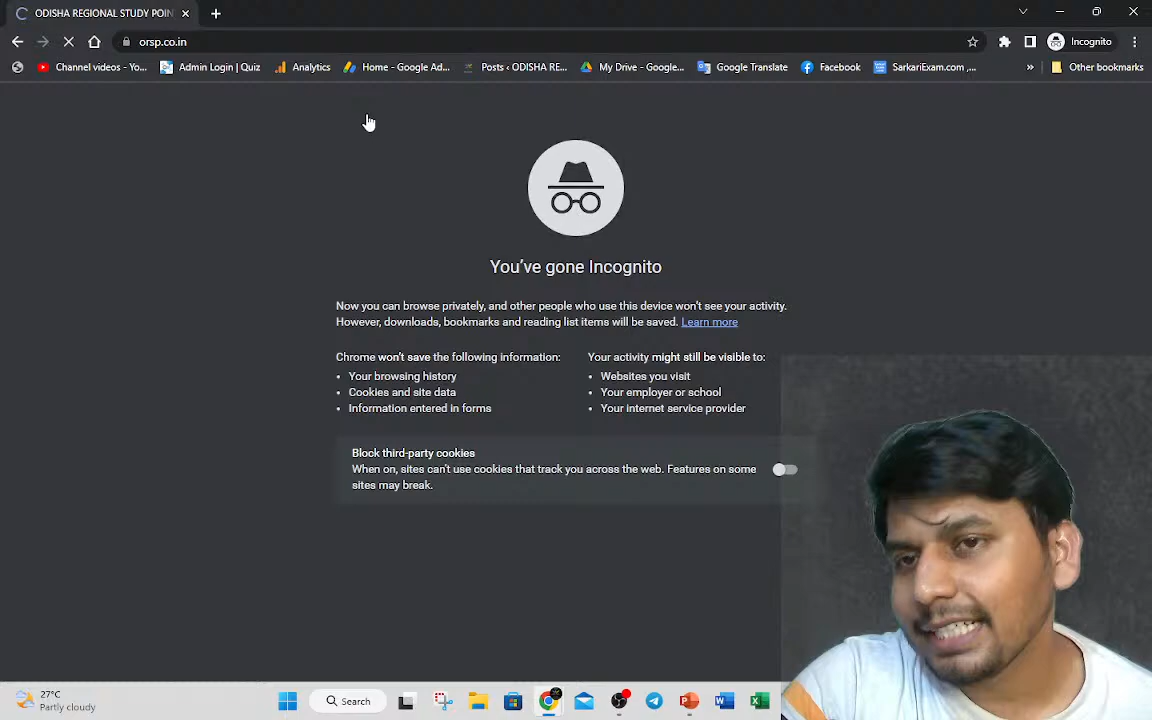 ODISHA REGIONAL STUDY POIN
orsp.co.in
Incognito
Channel videos - Yo...
Admin Login | Quiz
Analytics
Home - Google Ad...
Posts ‹ ODISHA RE...
My Drive - Google...
Google Translate
Facebook
SarkariExam.com ,...
»
Other bookmarks
You've gone Incognito
Now you can browse privately, and other people who use this device won't see your activity.
However, downloads, bookmarks and reading list items will be saved. Learn more
Chrome won't save the following information:
• Your browsing history
• Cookies and site data
• Information entered in forms
Your activity might still be visible to:
• Websites you visit
• Your employer or school
• Your internet service provider
Block third-party cookies
When on, sites can't use cookies that track you across the web. Features on some
sites may break.
27°C
Partly cloudy
Search